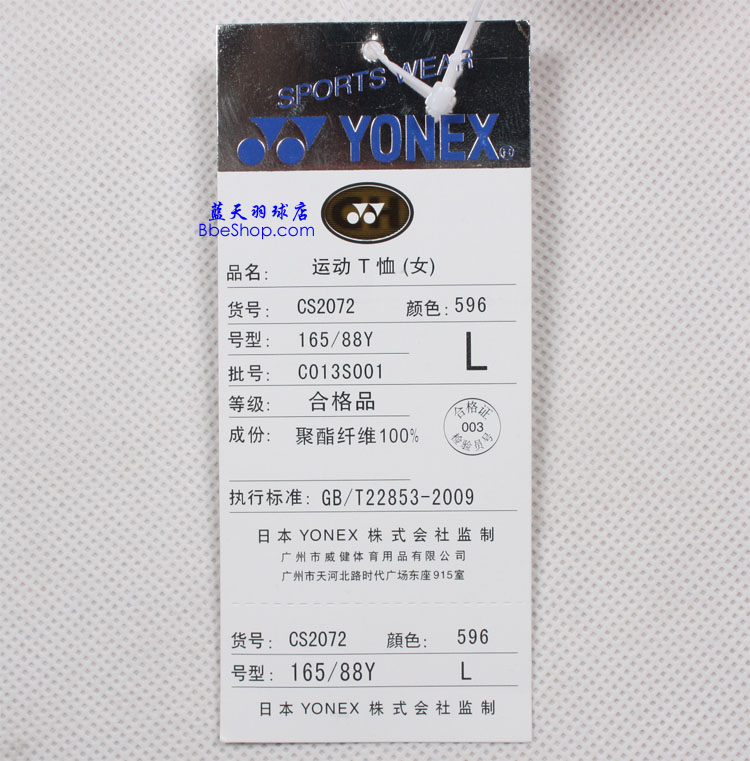 SPORTS WEAR
YONEX®
蓝天羽球店
BbeShop.com
品名: 运动 T 恤 (女)
货号: CS2072 颜色: 596
号型: 165/88Y L
批号: C013S001
等级: 合格品
成份: 聚酯纤维100%
合格证
003
检验员号
执行标准: GB/T22853-2009
日本 YONEX 株式会社监制
广州市威健体育用品有限公司
广州市天河北路时代广场东座915室
货号: CS2072 顔色: 596
号型: 165/88Y L
日本 YONEX 株式会社监制